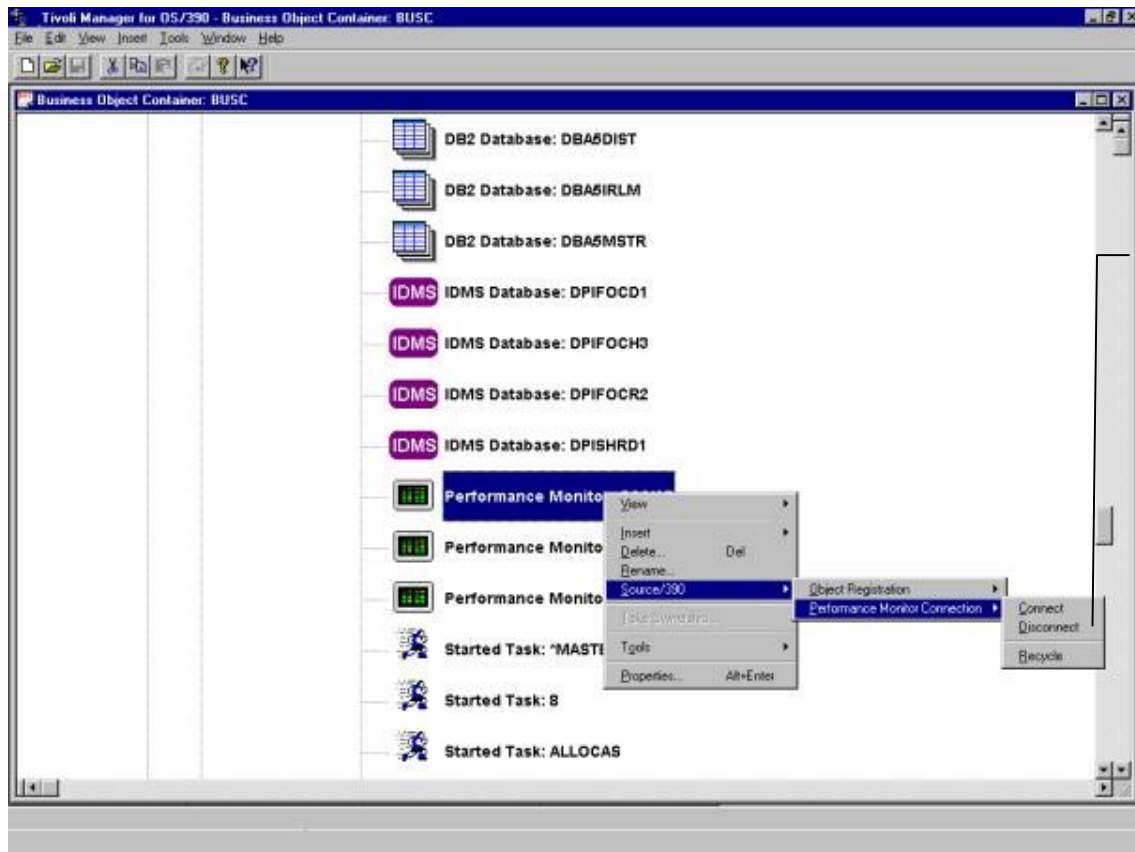 Tivoli Manager for OS/390 - Business Object Container: BUSC
File Edit View Insert Tools Window Help
Business Object Container: BUSC
DB2 Database: DBA5DIST
DB2 Database: DBA5IRLM
DB2 Database: DBA5MSTR
IDMS IDMS Database: DPIFOCD1
IDMS IDMS Database: DPIFOCH3
IDMS IDMS Database: DPIFOCR2
IDMS IDMS Database: DPISHRD1
Performance Monitor
Performance Monito
Performance Monito
Started Task: *MASTE
Started Task: 8
Started Task: ALLOCAS
View
Insert
Delete... Del
Rename...
Source/390
Take Ownership...
Tools
Properties... Alt+Enter
Object Registration
Performance Monitor Connection
Connect
Disconnect
Recycle